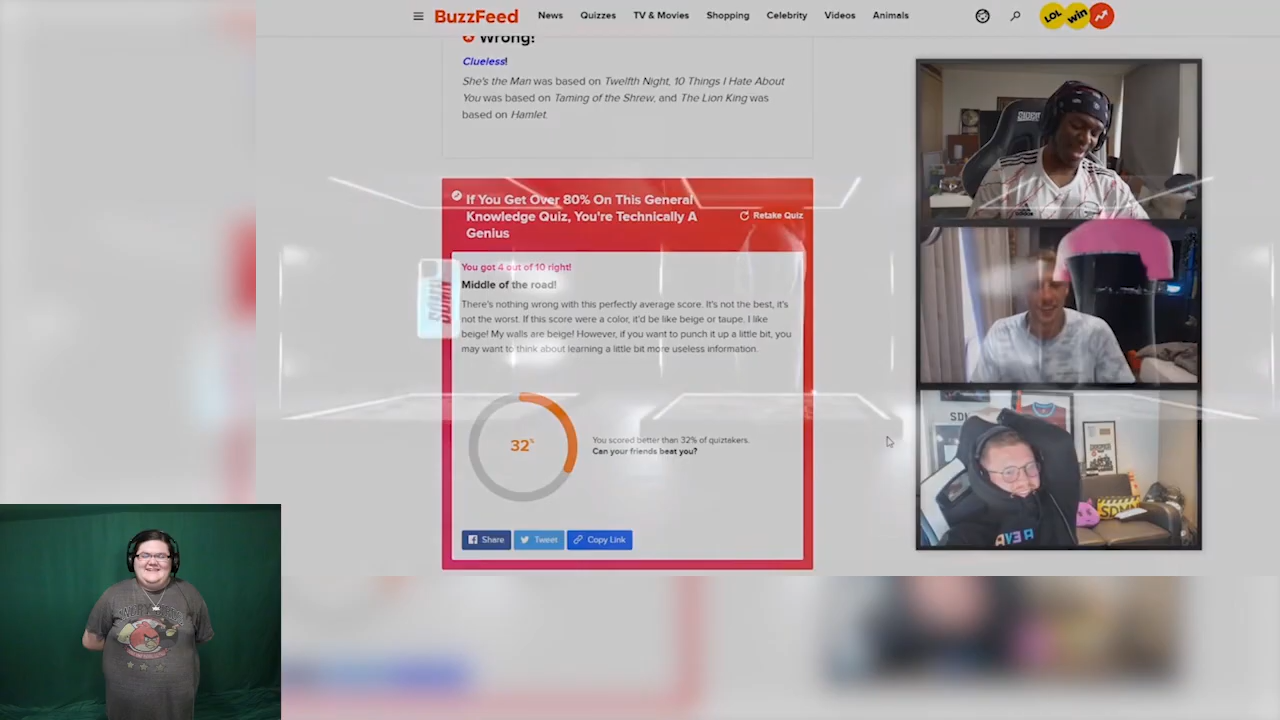 BuzzFeed
News
Quizzes
TV & Movies
Shopping
Celebrity
Videos
Animals
LOL
win
Wrong!
Clueless!
She's the Man was based on Twelfth Night, 10 Things I Hate About
You was based on Taming of the Shrew, and The Lion King was
based on Hamlet.
If You Get Over 80% On This General
Knowledge Quiz, You're Technically A
Genius
Retake Quiz
You got 4 out of 10 right!
Middle of the road!
There's nothing wrong with this perfectly average score. It's not the best, it's
not the worst. If this score were a color, it'd be like beige or taupe. I like
beige! My walls are beige! However, if you want to punch it up a little bit, you
may want to think about learning a little bit more useless information.
32%
You scored better than 32% of quiztekers.
Can your friends beat you?
Share
Tweet
Copy Link
SDMN
SDMN